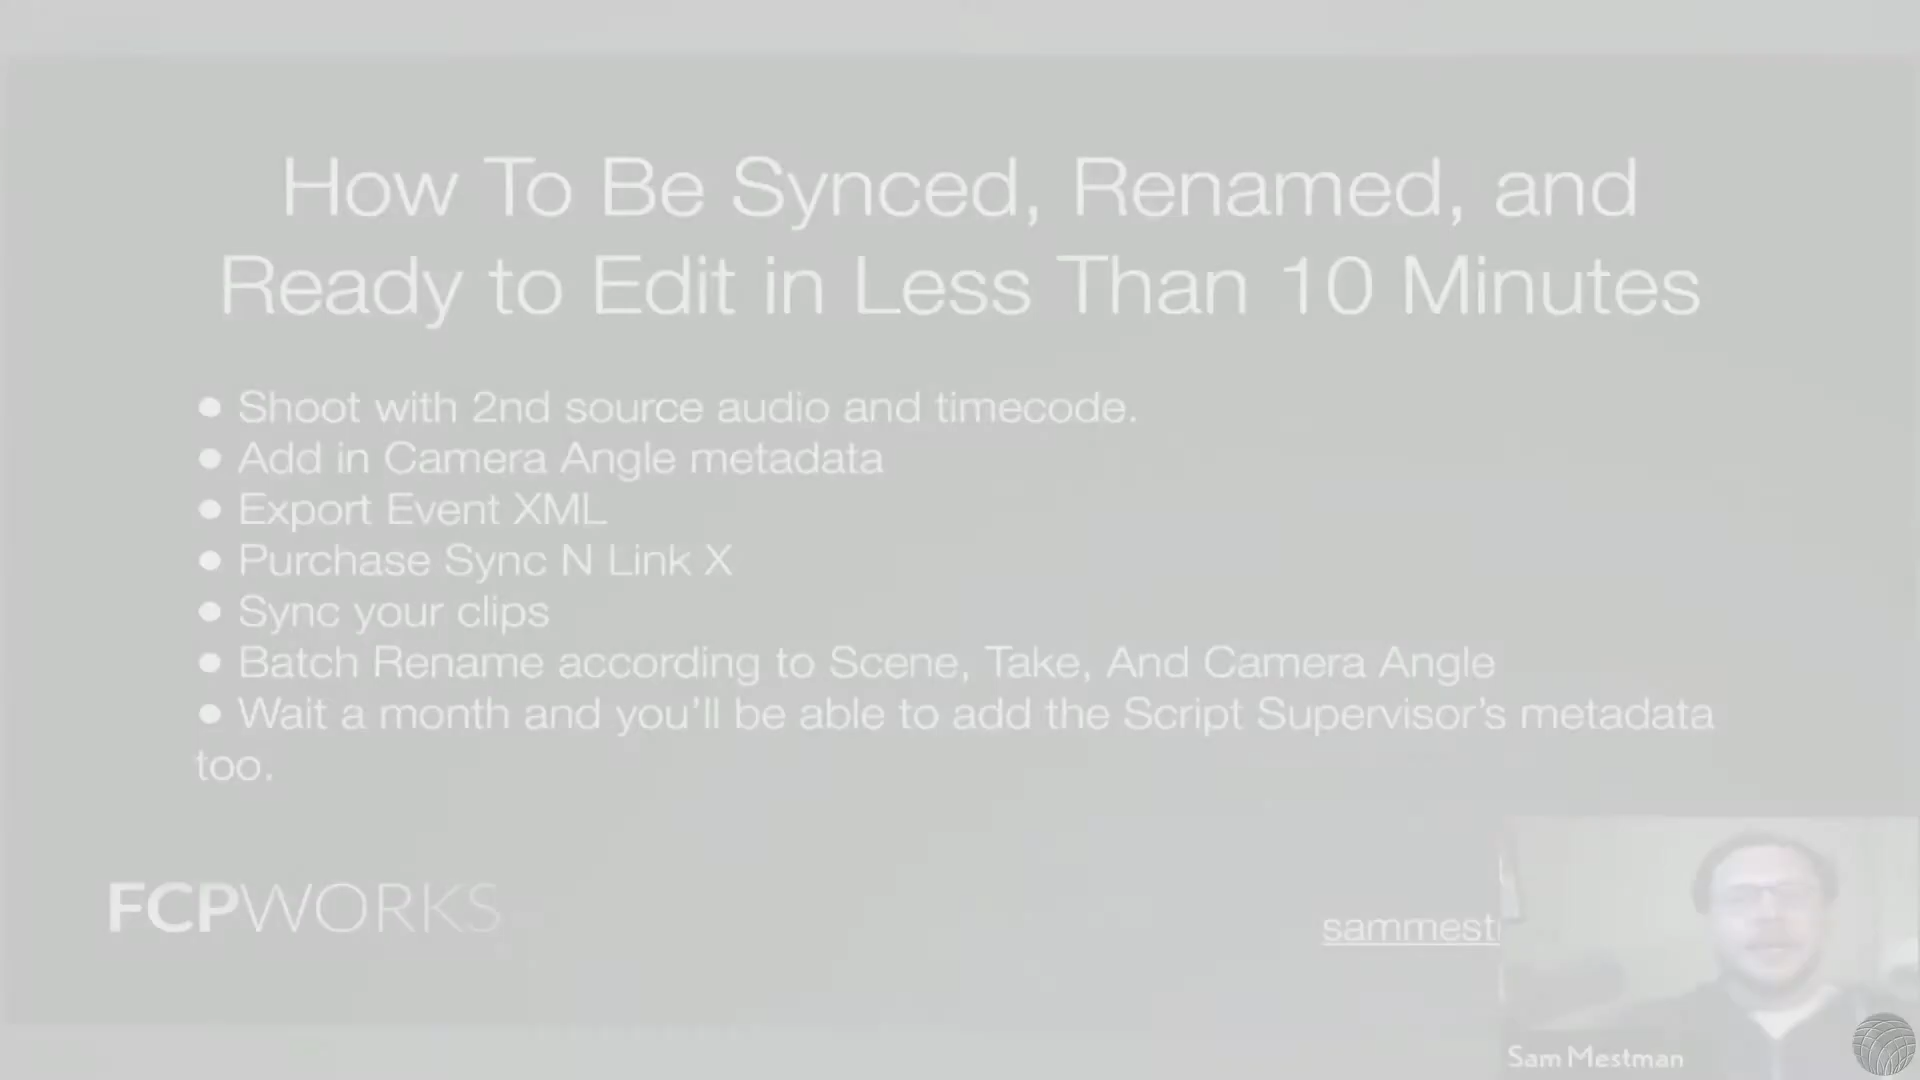 How To Be Synced, Renamed, and
Ready to Edit in Less Than 10 Minutes
● Shoot with 2nd source audio and timecode.
● Add in Camera Angle metadata
● Export Event XML
● Purchase Sync N Link X
● Sync your clips
● Batch Rename according to Scene, Take, And Camera Angle
● Wait a month and you'll be able to add the Script Supervisor's metadata
too.
FCPWORKS
sammest
Sam Mestman